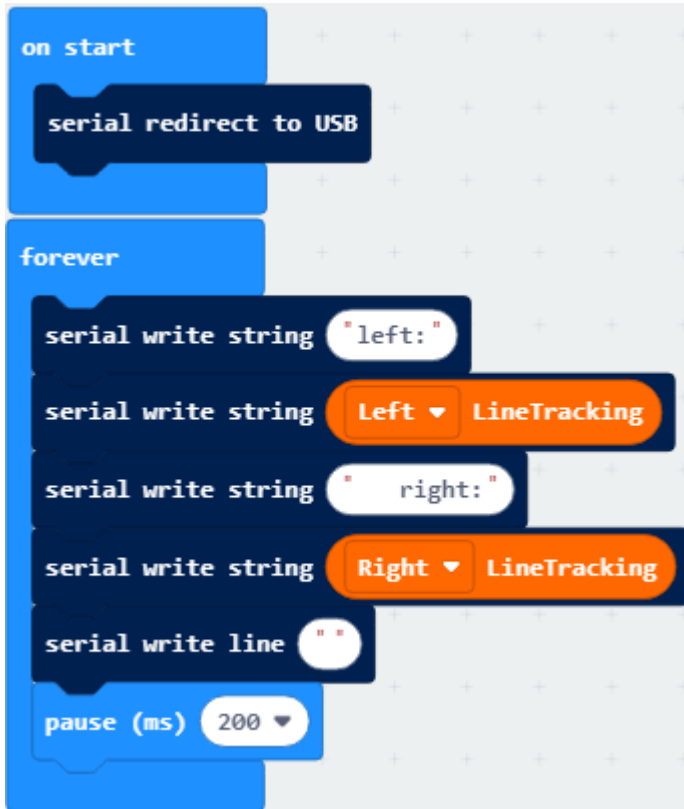 on start
serial redirect to USB
forever
serial write string "left:"
serial write string Left LineTracking
serial write string "   right:"
serial write string Right LineTracking
serial write line ""
pause (ms) 200